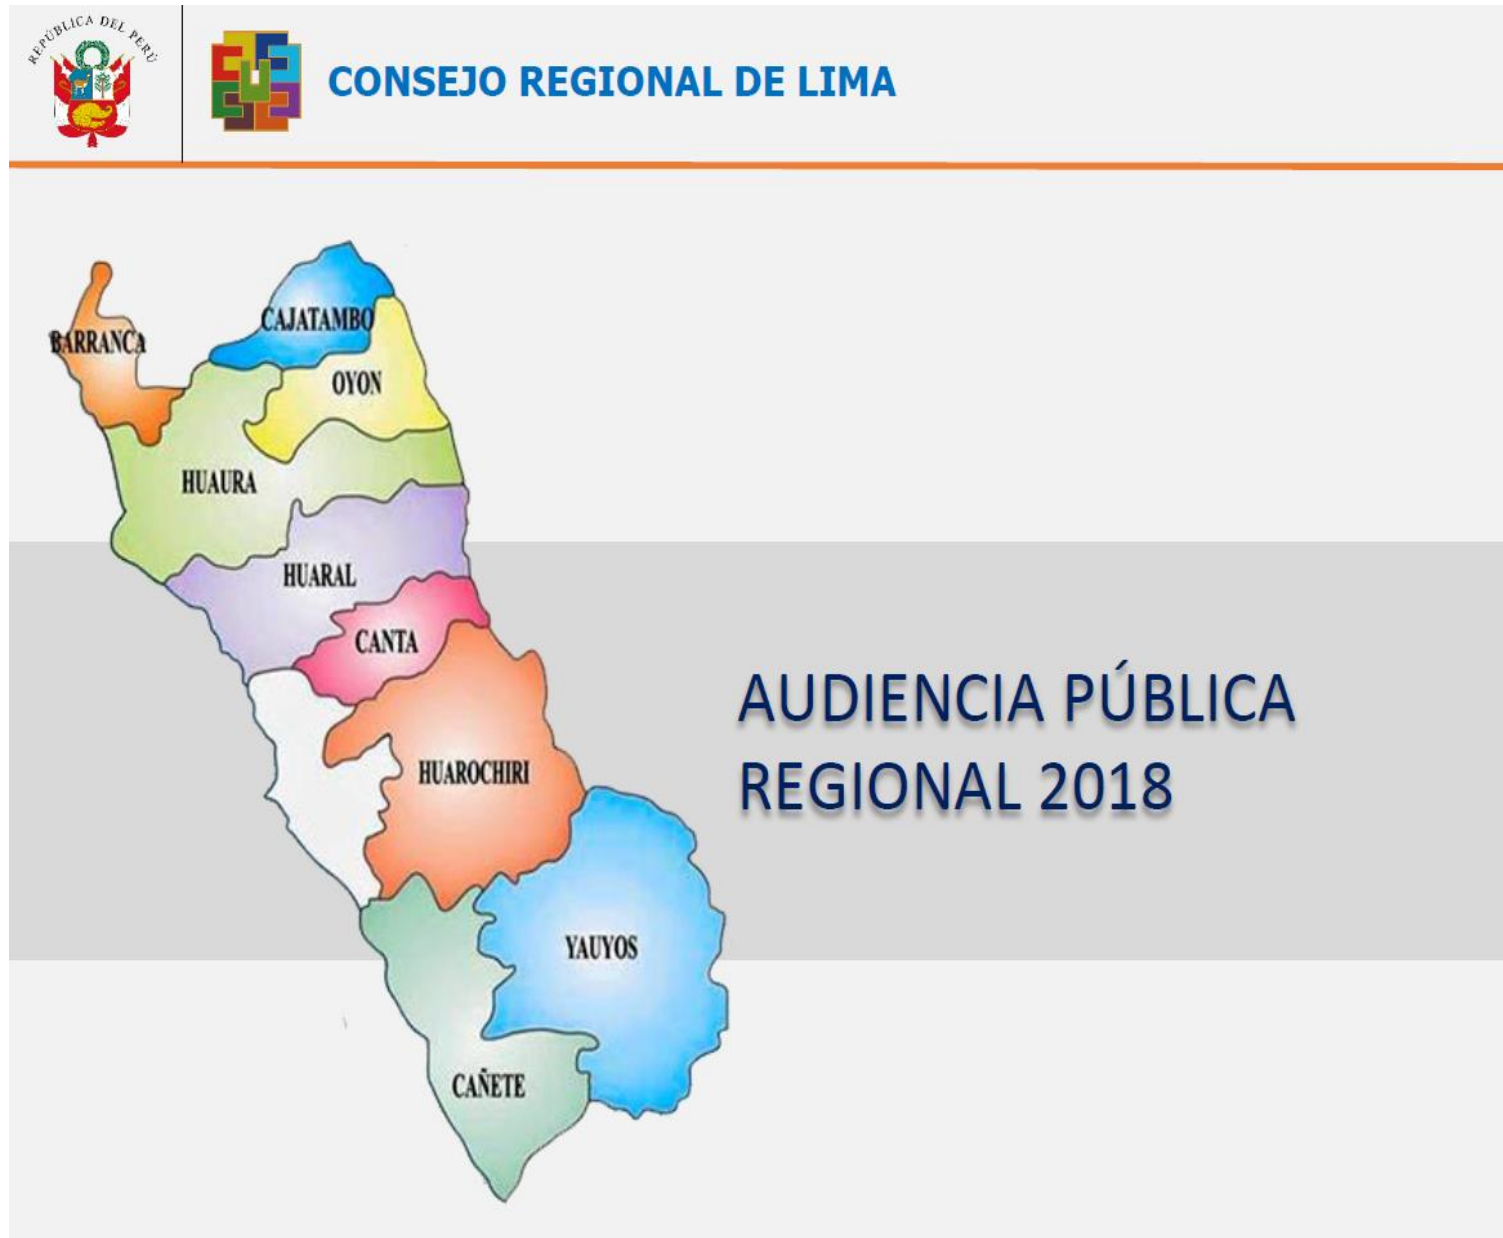 REPÚBLICA DEL PERÚ
CONSEJO REGIONAL DE LIMA
CAJATAMBO
BARRANCA
OYON
HUAURA
HUARAL
CANTA
HUAROCHIRI
YAUYOS
CAÑETE
AUDIENCIA PÚBLICA
REGIONAL 2018